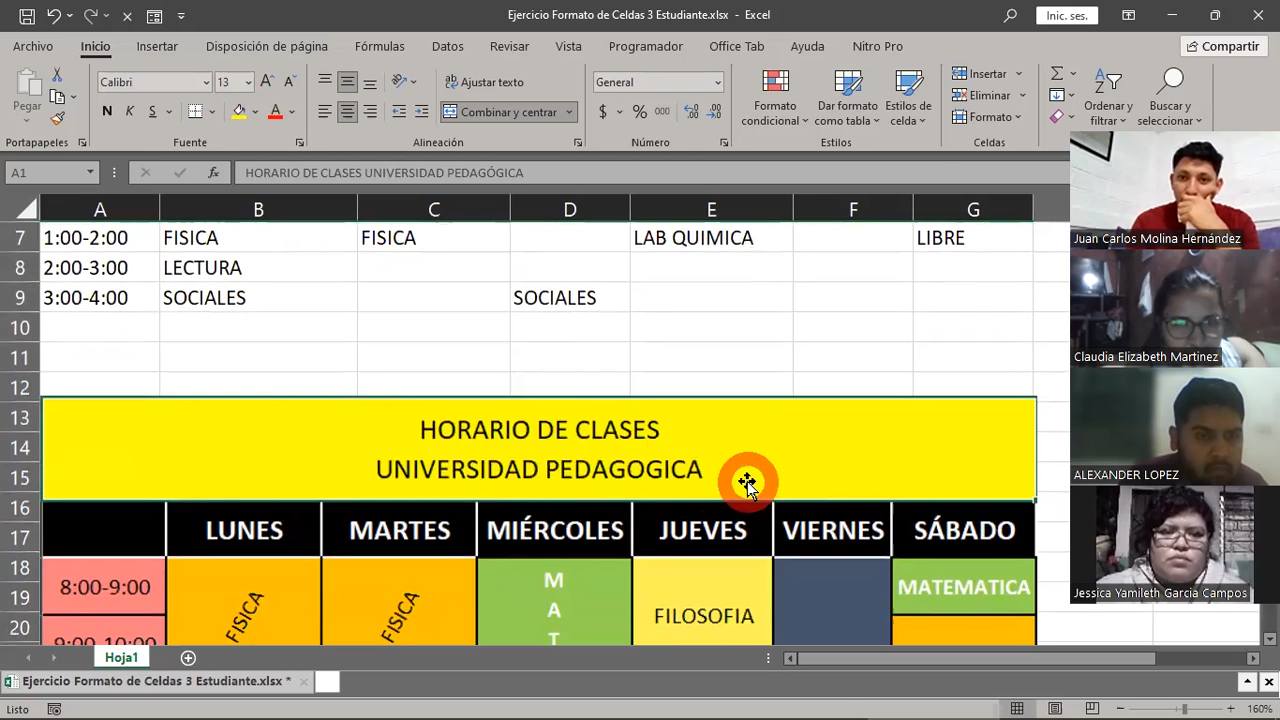 Ejercicio Formato de Celdas 3 Estudiante.xlsx - Excel
Inic. ses.
Archivo Inicio Insertar Disposición de página Fórmulas Datos Revisar Vista Programador Office Tab Ayuda Nitro Pro
Compartir
Pegar
Portapapeles
Calibri 13
N K S
Fuente
Ajustar texto
Combinar y centrar
Alineación
General
$ % 000
Número
Formato condicional
Dar formato como tabla
Estilos de celda
Estilos
Insertar
Eliminar
Formato
Celdas
Ordenar y filtrar
Buscar y seleccionar
A1
fx
HORARIO DE CLASES UNIVERSIDAD PEDAGÓGICA
A B C D E F G
7 1:00-2:00 FISICA FISICA LAB QUIMICA LIBRE
8 2:00-3:00 LECTURA
9 3:00-4:00 SOCIALES SOCIALES
10
11
12
13
14
15
16
17
18
19
20
HORARIO DE CLASES
UNIVERSIDAD PEDAGOGICA
LUNES MARTES MIÉRCOLES JUEVES VIERNES SÁBADO
8:00-9:00
9:00-10:00
FISICA
FISICA
M
A
T
FILOSOFIA
MATEMATICA
Juan Carlos Molina Hernández
Claudia Elizabeth Martinez
ALEXANDER LOPEZ
Jessica Yamileth Garcia Campos
Hoja1
Ejercicio Formato de Celdas 3 Estudiante.xlsx *
Listo
160%